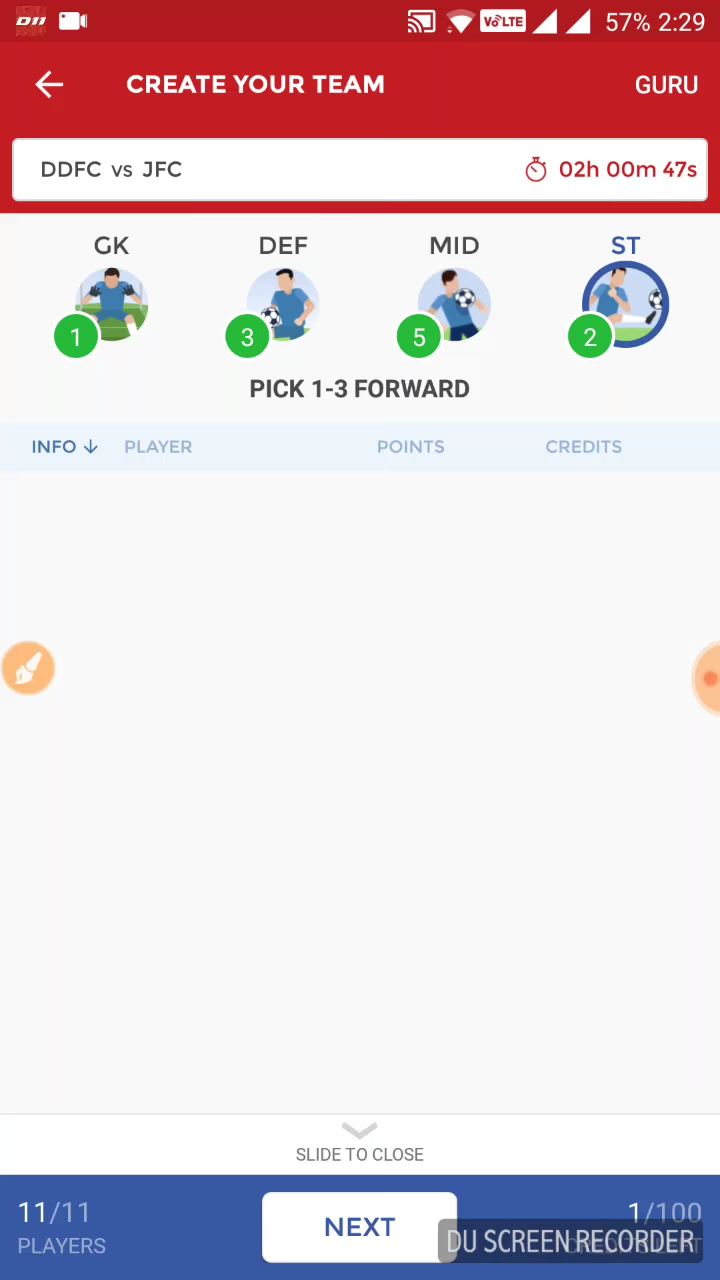 D11 VoLTE 57% 2:29
CREATE YOUR TEAM GURU
DDFC vs JFC 02h 00m 47s
GK DEF MID ST
1 3 5 2
PICK 1-3 FORWARD
INFO PLAYER POINTS CREDITS
SLIDE TO CLOSE
11/11 NEXT 1/100
PLAYERS
DU SCREEN RECORDER